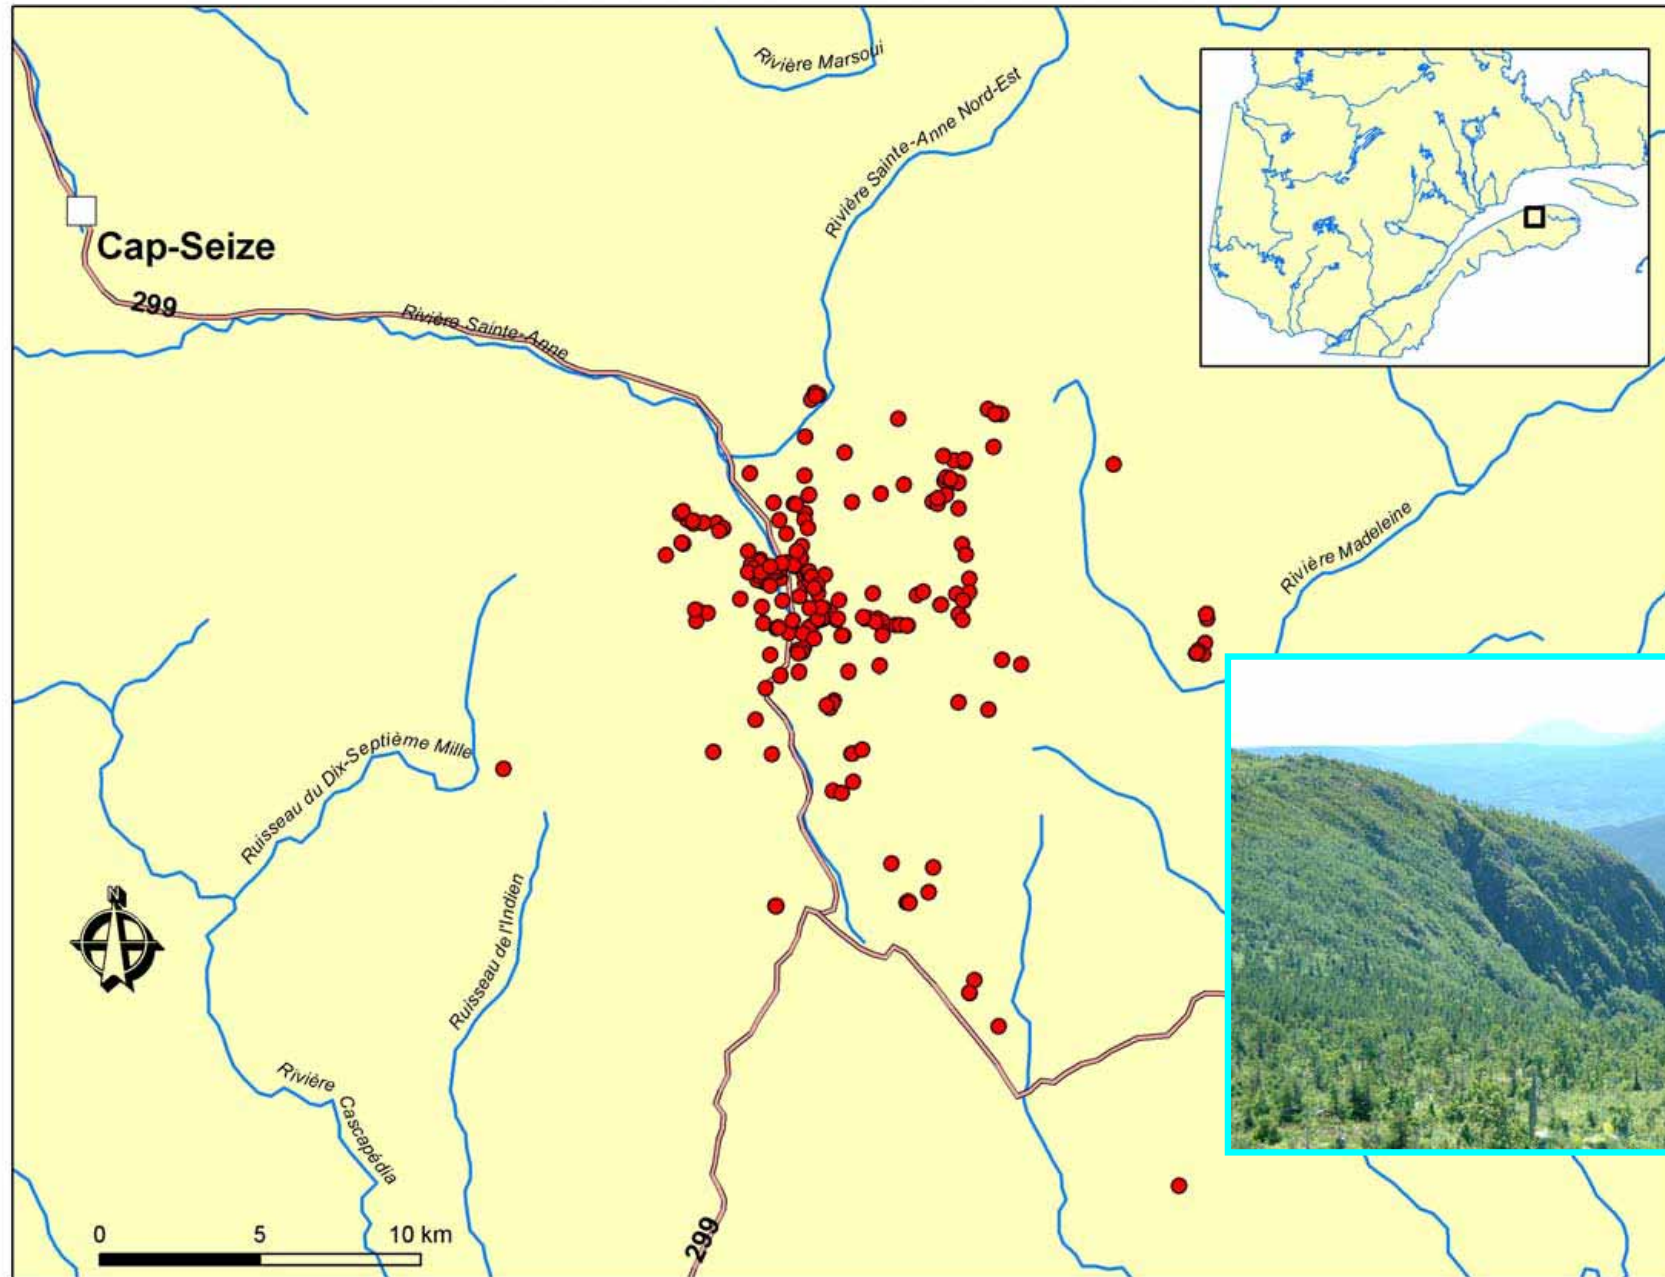 Rivière Marsoui
Rivière Sainte-Anne Nord-Est
Cap-Seize
299
Rivière Sainte-Anne
Rivière Madeleine
Ruisseau du Dix-Septième Mille
Ruisseau de l'Indien
N
Rivière Cascapédia
0 5 10 km
299